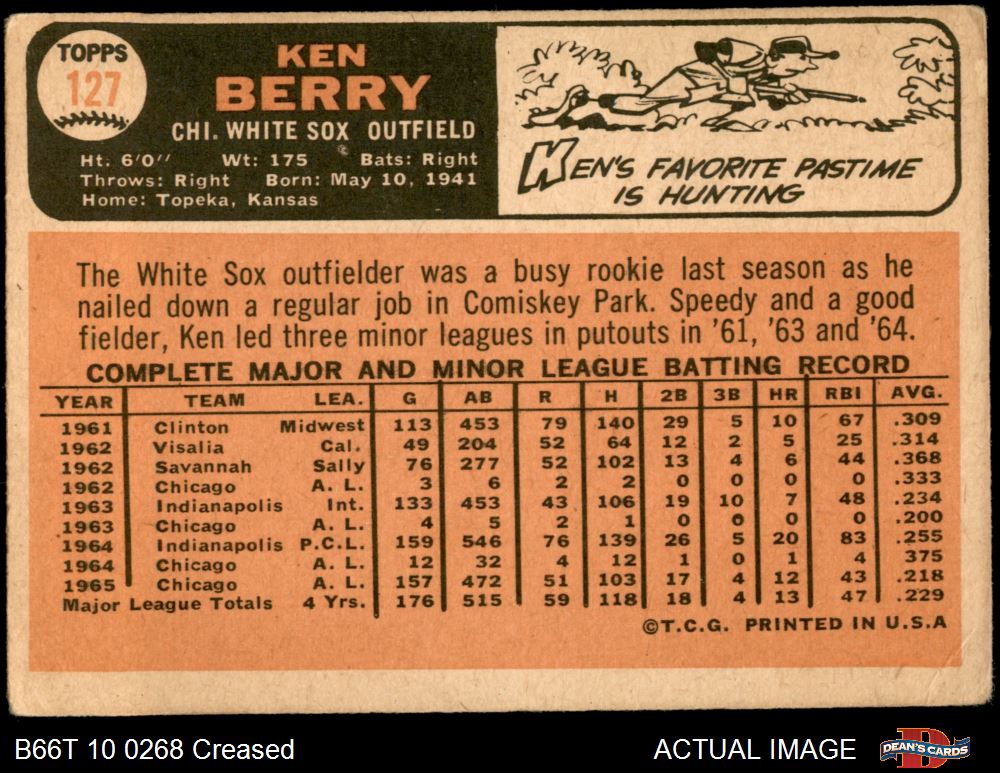 TOPPS
127
KEN
BERRY
CHI. WHITE SOX OUTFIELD
Ht. 6'0'' Wt: 175 Bats: Right
Throws: Right Born: May 10, 1941
Home: Topeka, Kansas
KEN'S FAVORITE PASTIME
IS HUNTING
The White Sox outfielder was a busy rookie last season as he
nailed down a regular job in Comiskey Park. Speedy and a good
fielder, Ken led three minor leagues in putouts in '61, '63 and '64.
COMPLETE MAJOR AND MINOR LEAGUE BATTING RECORD
YEAR TEAM LEA. G AB R H 2B 3B HR RBI AVG.
1961 Clinton Midwest 113 453 79 140 29 5 10 67 .309
1962 Visalia Cal. 49 204 52 64 12 2 5 25 .314
1962 Savannah Sally 76 277 52 102 13 4 6 44 .368
1962 Chicago A. L. 3 6 2 2 0 0 0 0 .333
1963 Indianapolis Int. 133 453 43 106 19 10 7 48 .234
1963 Chicago A. L. 4 5 2 1 0 0 0 0 .200
1964 Indianapolis P.C.L. 159 546 76 139 26 5 20 83 .255
1964 Chicago A. L. 12 32 4 12 1 0 1 4 375
1965 Chicago A. L. 157 472 51 103 17 4 12 43 .218
Major League Totals 4 Yrs. 176 515 59 118 18 4 13 47 .229
©T.C.G. PRINTED IN U.S.A
B66T 10 0268 Creased
ACTUAL IMAGE
DEAN'S CARDS